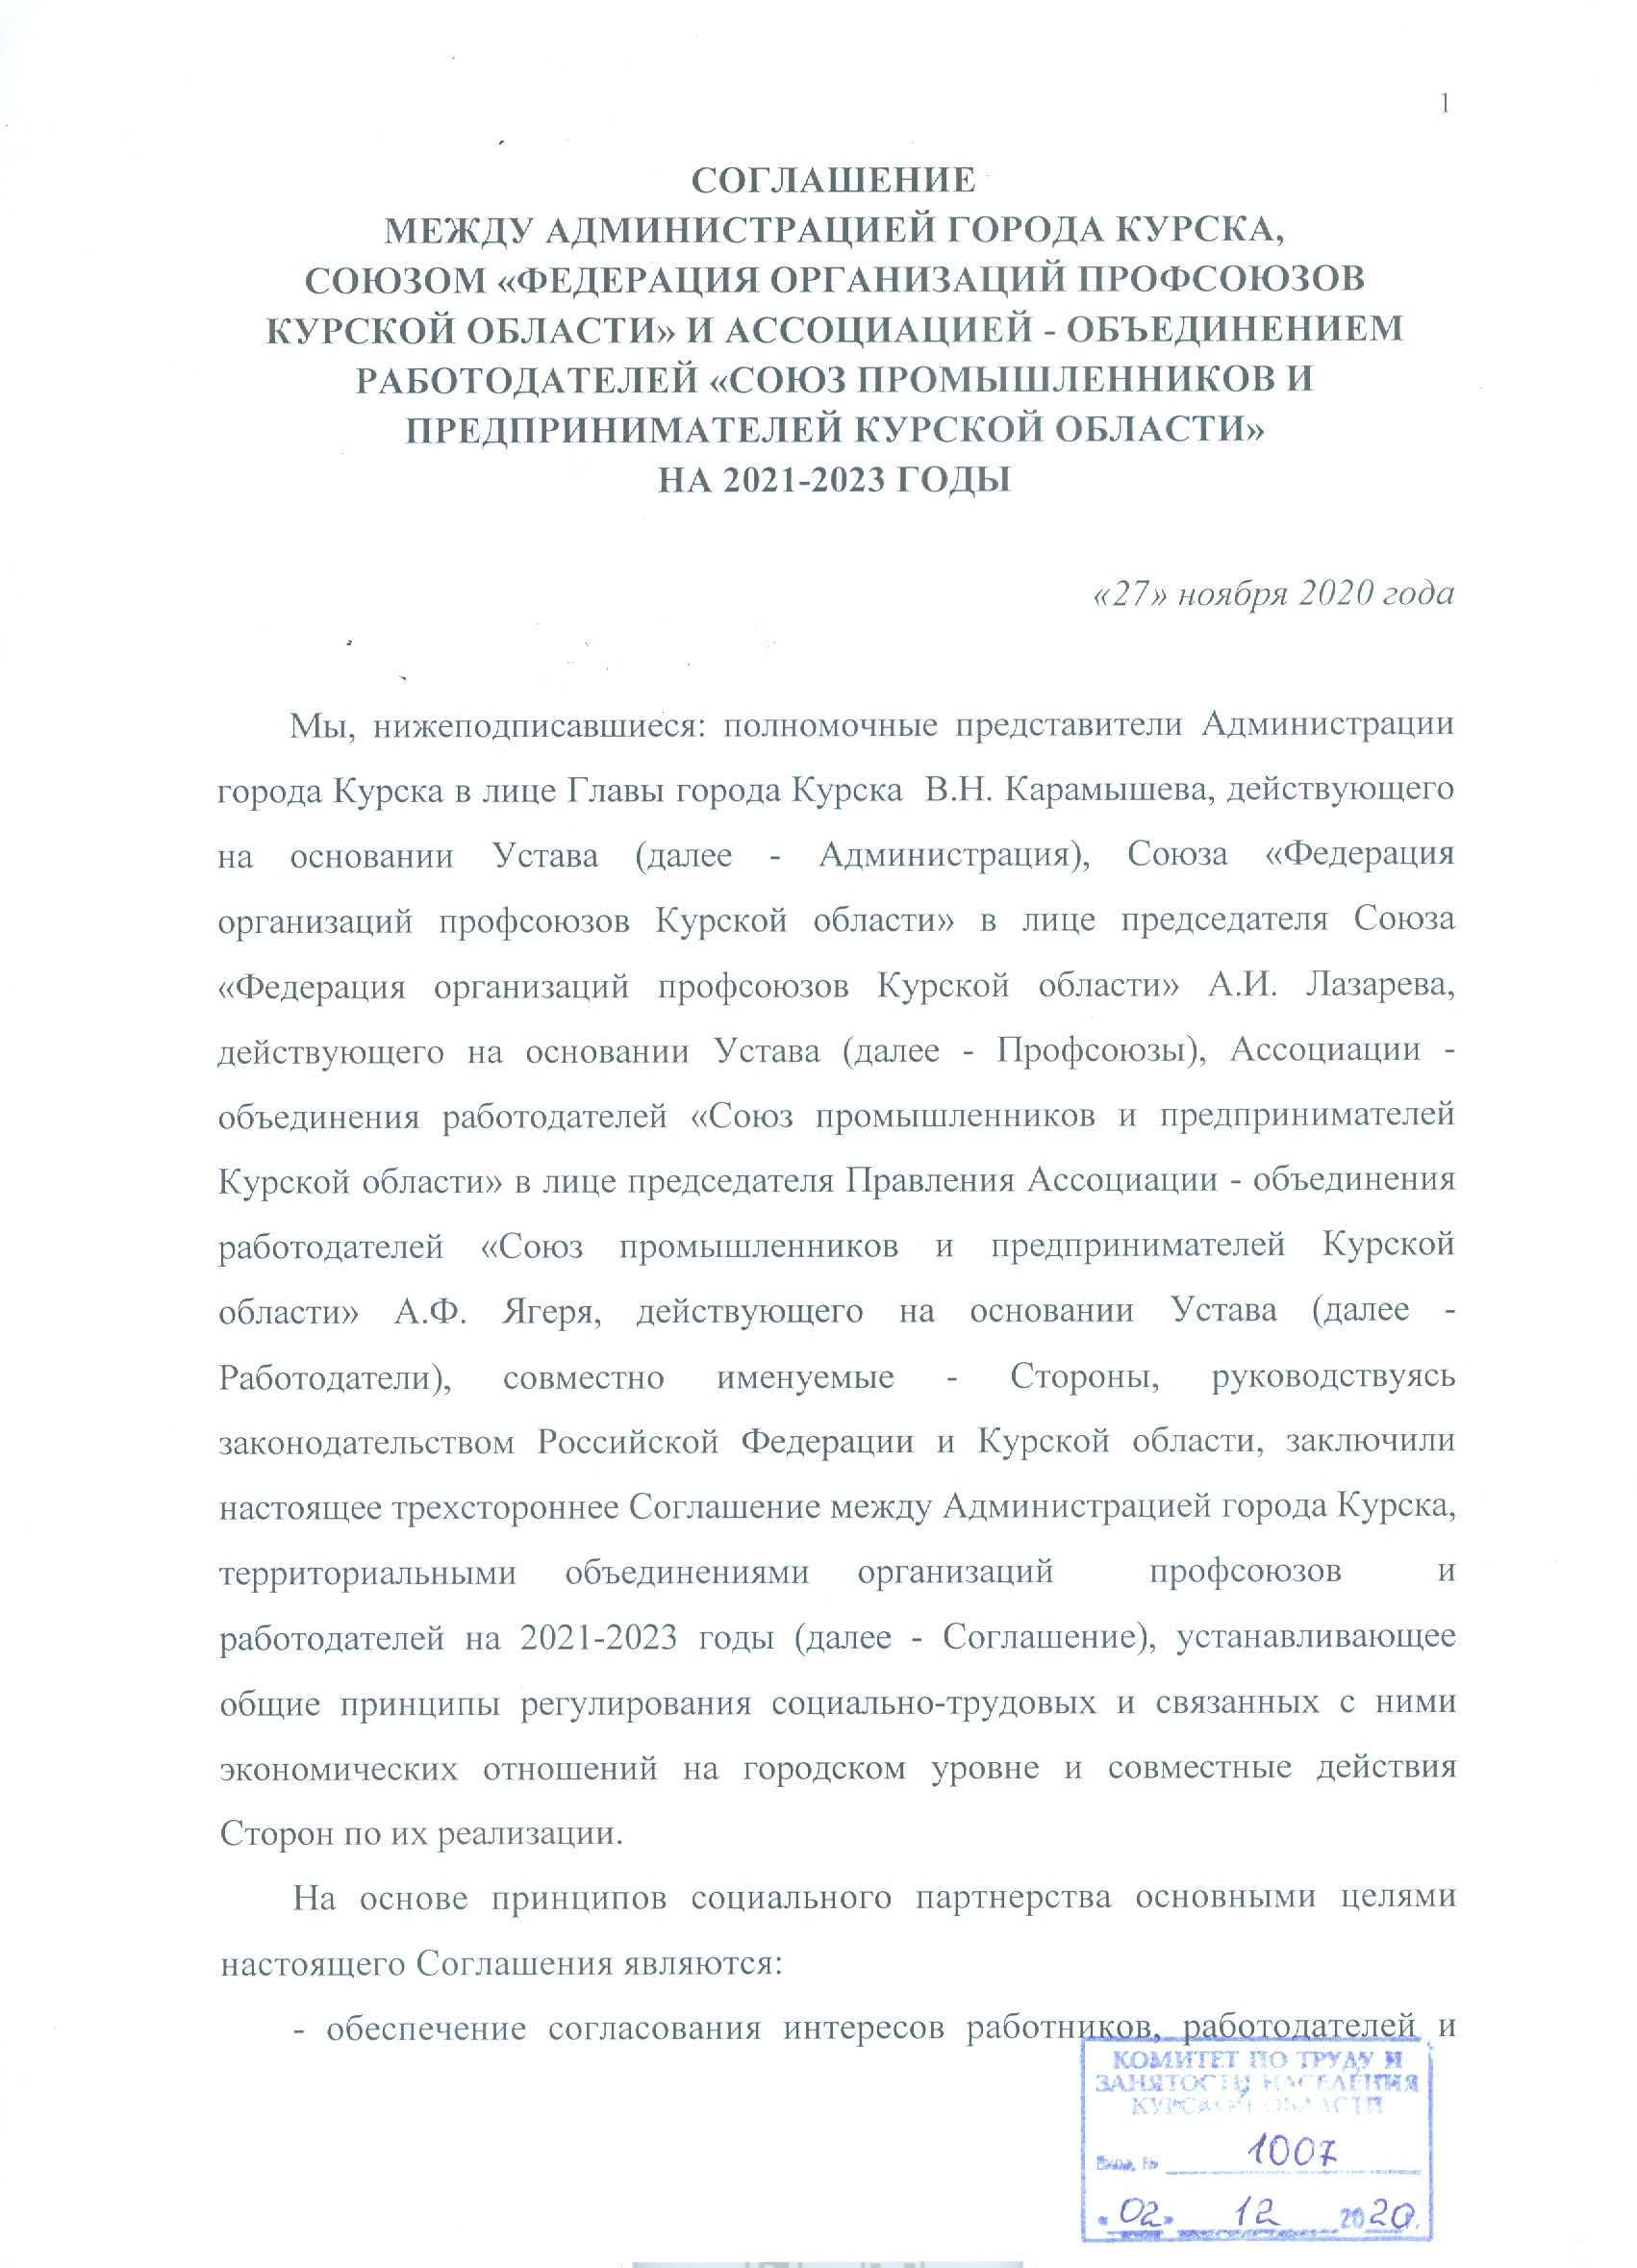 1
СОГЛАШЕНИЕ
МЕЖДУ АДМИНИСТРАЦИЕЙ ГОРОДА КУРСКА,
СОЮЗОМ «ФЕДЕРАЦИЯ ОРГАНИЗАЦИЙ ПРОФСОЮЗОВ
КУРСКОЙ ОБЛАСТИ» И АССОЦИАЦИЕЙ - ОБЪЕДИНЕНИЕМ
РАБОТОДАТЕЛЕЙ «СОЮЗ ПРОМЫШЛЕННИКОВ И
ПРЕДПРИНИМАТЕЛЕЙ КУРСКОЙ ОБЛАСТИ»
НА 2021-2023 ГОДЫ
«27» ноября 2020 года
Мы, нижеподписавшиеся: полномочные представители Администрации
города Курска в лице Главы города Курска В.Н. Карамышева, действующего
на основании Устава (далее - Администрация), Союза «Федерация
организаций профсоюзов Курской области» в лице председателя Союза
«Федерация организаций профсоюзов Курской области» А.И. Лазарева,
действующего на основании Устава (далее - Профсоюзы), Ассоциации -
объединения работодателей «Союз промышленников и предпринимателей
Курской области» в лице председателя Правления Ассоциации - объединения
работодателей «Союз промышленников и предпринимателей Курской
области» А.Ф. Ягеря, действующего на основании Устава (далее -
Работодатели), совместно именуемые - Стороны, руководствуясь
законодательством Российской Федерации и Курской области, заключили
настоящее трехстороннее Соглашение между Администрацией города Курска,
территориальными объединениями организаций профсоюзов и
работодателей на 2021-2023 годы (далее - Соглашение), устанавливающее
общие принципы регулирования социально-трудовых и связанных с ними
экономических отношений на городском уровне и совместные действия
Сторон по их реализации.
На основе принципов социального партнерства основными целями
настоящего Соглашения являются:
- обеспечение согласования интересов работников, работодателей и
КОМИТЕТ ПО ТРУДУ И
ЗАНЯТОСТИ НАСЕЛЕНИЯ
КУРСКОЙ ОБЛАСТИ
Вход. № 1007
«02» 12 2020г.